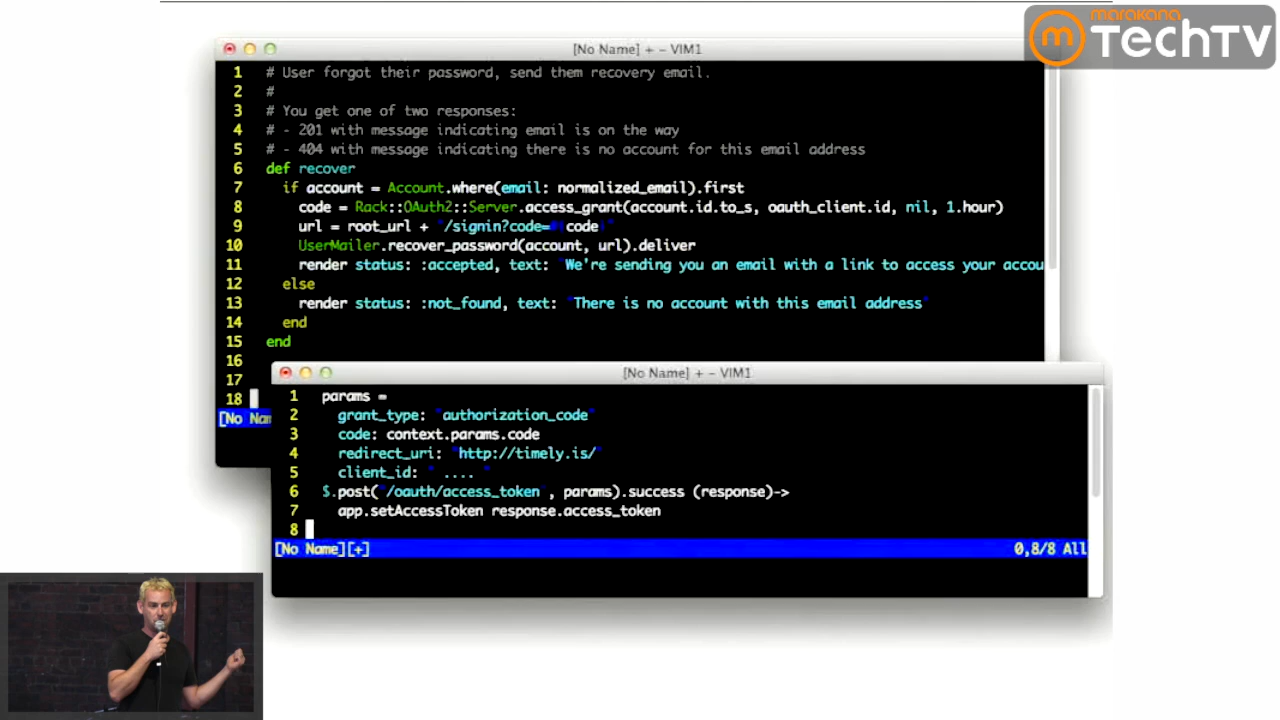 marakana
TechTV
[No Name] + – VIM1
1 # User forgot their password, send them recovery email.
2 #
3 # You get one of two responses:
4 # - 201 with message indicating email is on the way
5 # - 404 with message indicating there is no account for this email address
6 def recover
7 if account = Account.where(email: normalized_email).first
8 code = Rack::OAuth2::Server.access_grant(account.id.to_s, oauth_client.id, nil, 1.hour)
9 url = root_url + "/signin?code=#{code}"
10 UserMailer.recover_password(account, url).deliver
11 render status: :accepted, text: "We're sending you an email with a link to access your accou
12 else
13 render status: :not_found, text: "There is no account with this email address"
14 end
15 end
16
17
18
[No Nam
[No Name] + – VIM1
1 params =
2 grant_type: "authorization_code"
3 code: context.params.code
4 redirect_uri: "http://timely.is/"
5 client_id: " .... "
6 $.post("/oauth/access_token", params).success (response)->
7 app.setAccessToken response.access_token
8
[No Name][+] 0,8/8 All